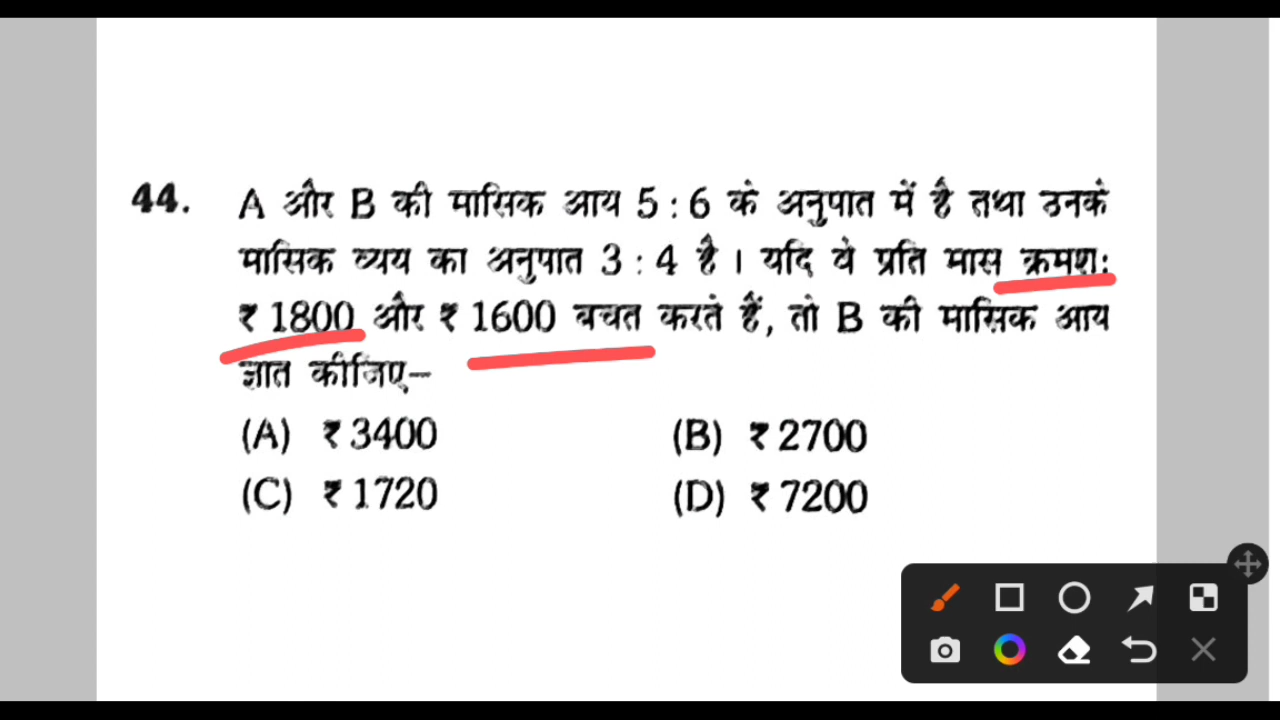 44. A और B की मासिक आय 5 : 6 के अनुपात में है तथा उनके
मासिक व्यय का अनुपात 3 : 4 है । यदि वे प्रति मास क्रमशः
₹ 1800 और ₹ 1600 बचत करते हैं, तो B की मासिक आय
ज्ञात कीजिए–
(A) ₹ 3400 (B) ₹ 2700
(C) ₹ 1720 (D) ₹ 7200